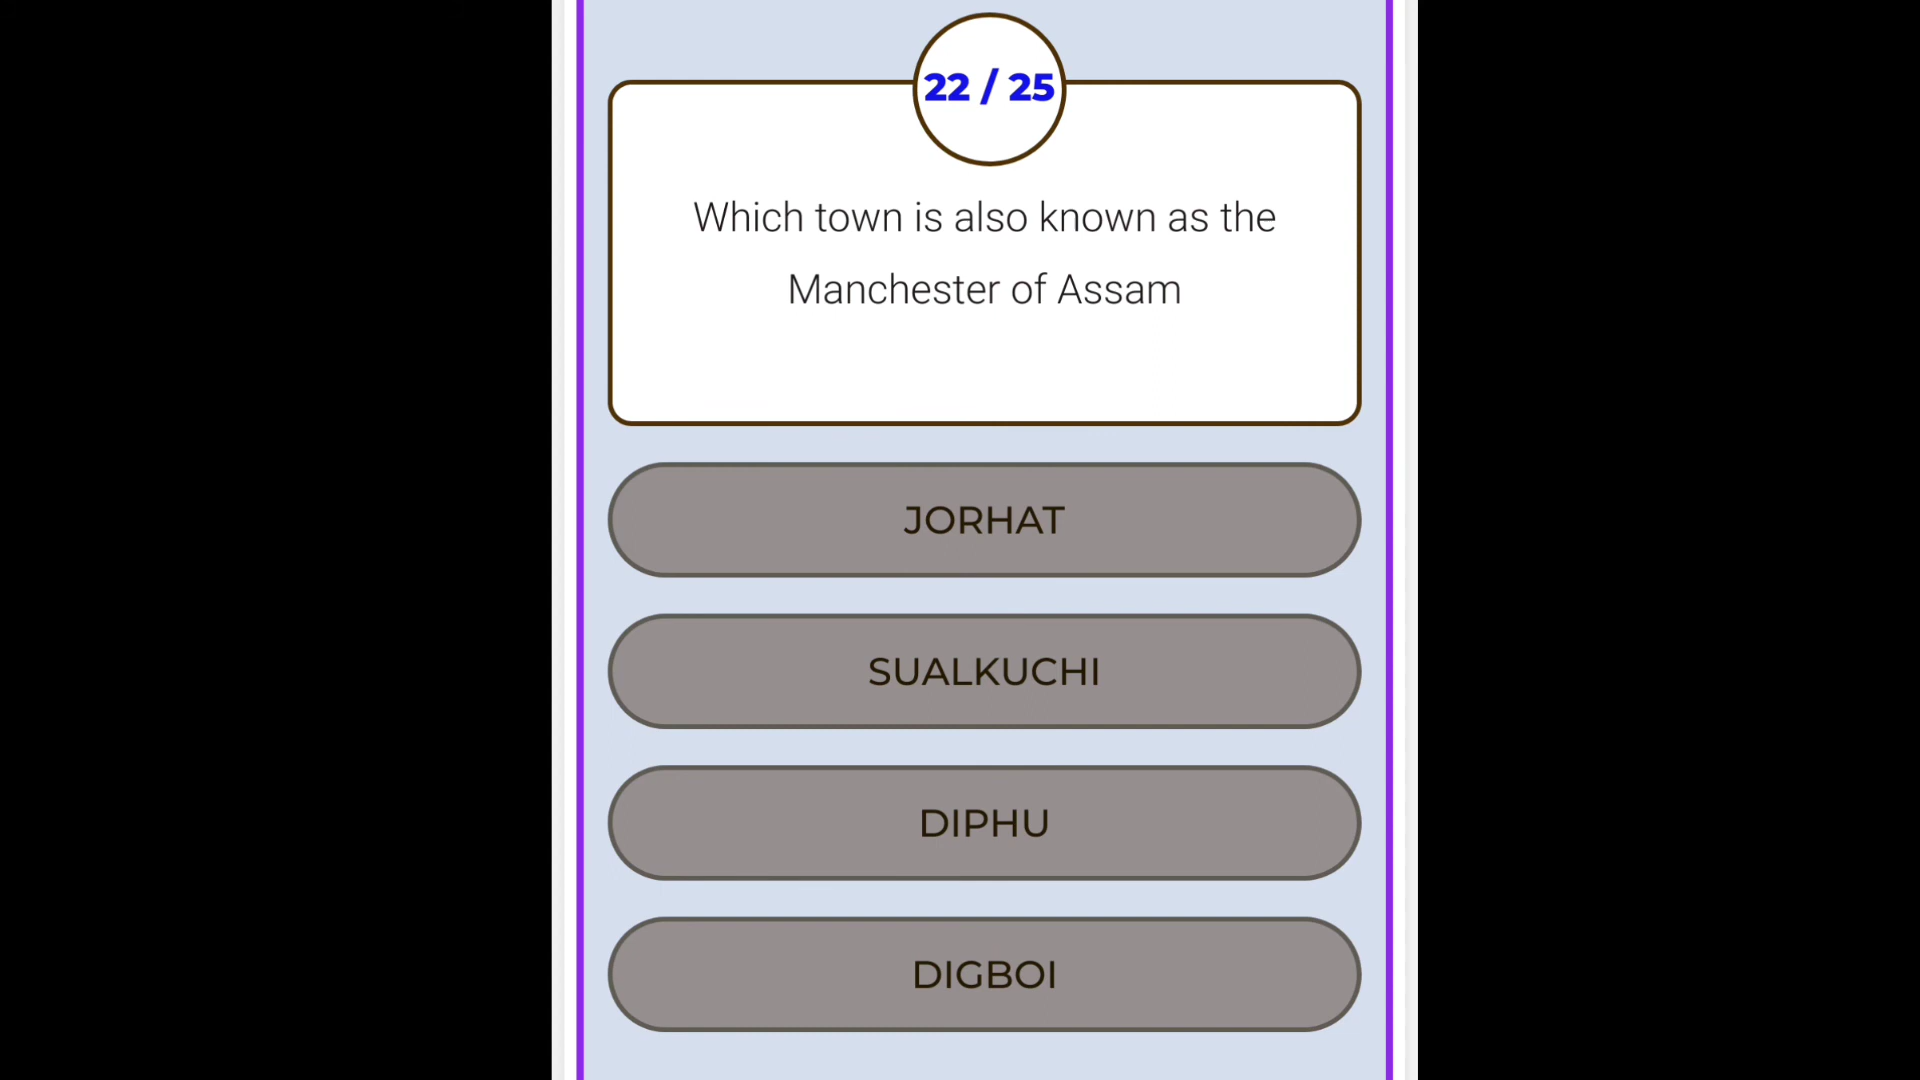 22 / 25
Which town is also known as the
Manchester of Assam
JORHAT
SUALKUCHI
DIPHU
DIGBOI